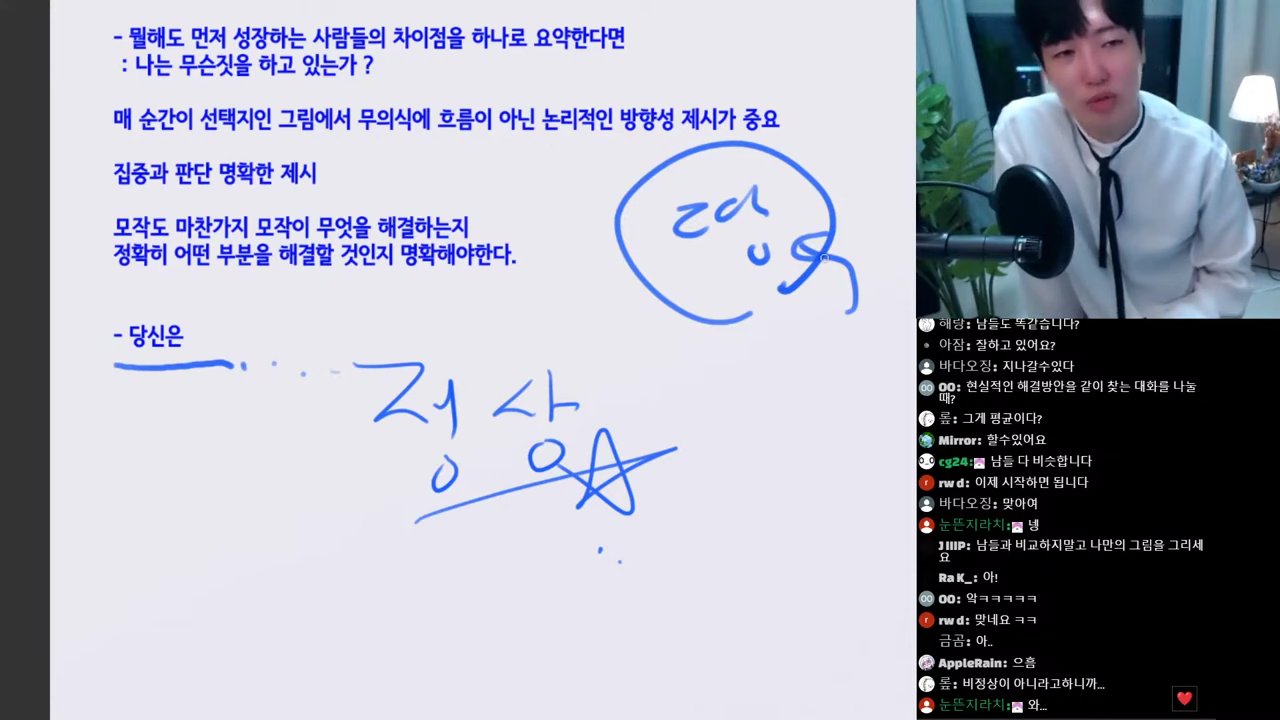 - 뭘해도 먼저 성장하는 사람들의 차이점을 하나로 요약한다면
: 나는 무슨짓을 하고 있는가 ?
매 순간이 선택지인 그림에서 무의식에 흐름이 아닌 논리적인 방향성 제시가 중요
집중과 판단 명확한 제시
모작도 마찬가지 모작이 무엇을 해결하는지
정확히 어떤 부분을 해결할 것인지 명확해야한다.
- 당신은
정상
해랑: 남들도 똑같습니다?
아잠: 잘하고 있어요?
바다오징: 지나갈수있다
OO: 현실적인 해결방안을 같이 찾는 대화를 나눌
때?
롶: 그게 평균이다?
Mirror: 할수있어요
cg24: 남들 다 비슷합니다
rw d: 이제 시작하면 됩니다
바다오징: 맞아여
눈뜬지라치: 넹
J IIIP: 남들과 비교하지말고 나만의 그림을 그리세
요
Ra K_: 아!
OO: 악ㅋㅋㅋㅋㅋ
rw d: 맞네요 ㅋㅋ
금곰: 아..
AppleRain: 으흠
롶: 비정상이 아니라고하니까...
눈뜬지라치: 와...